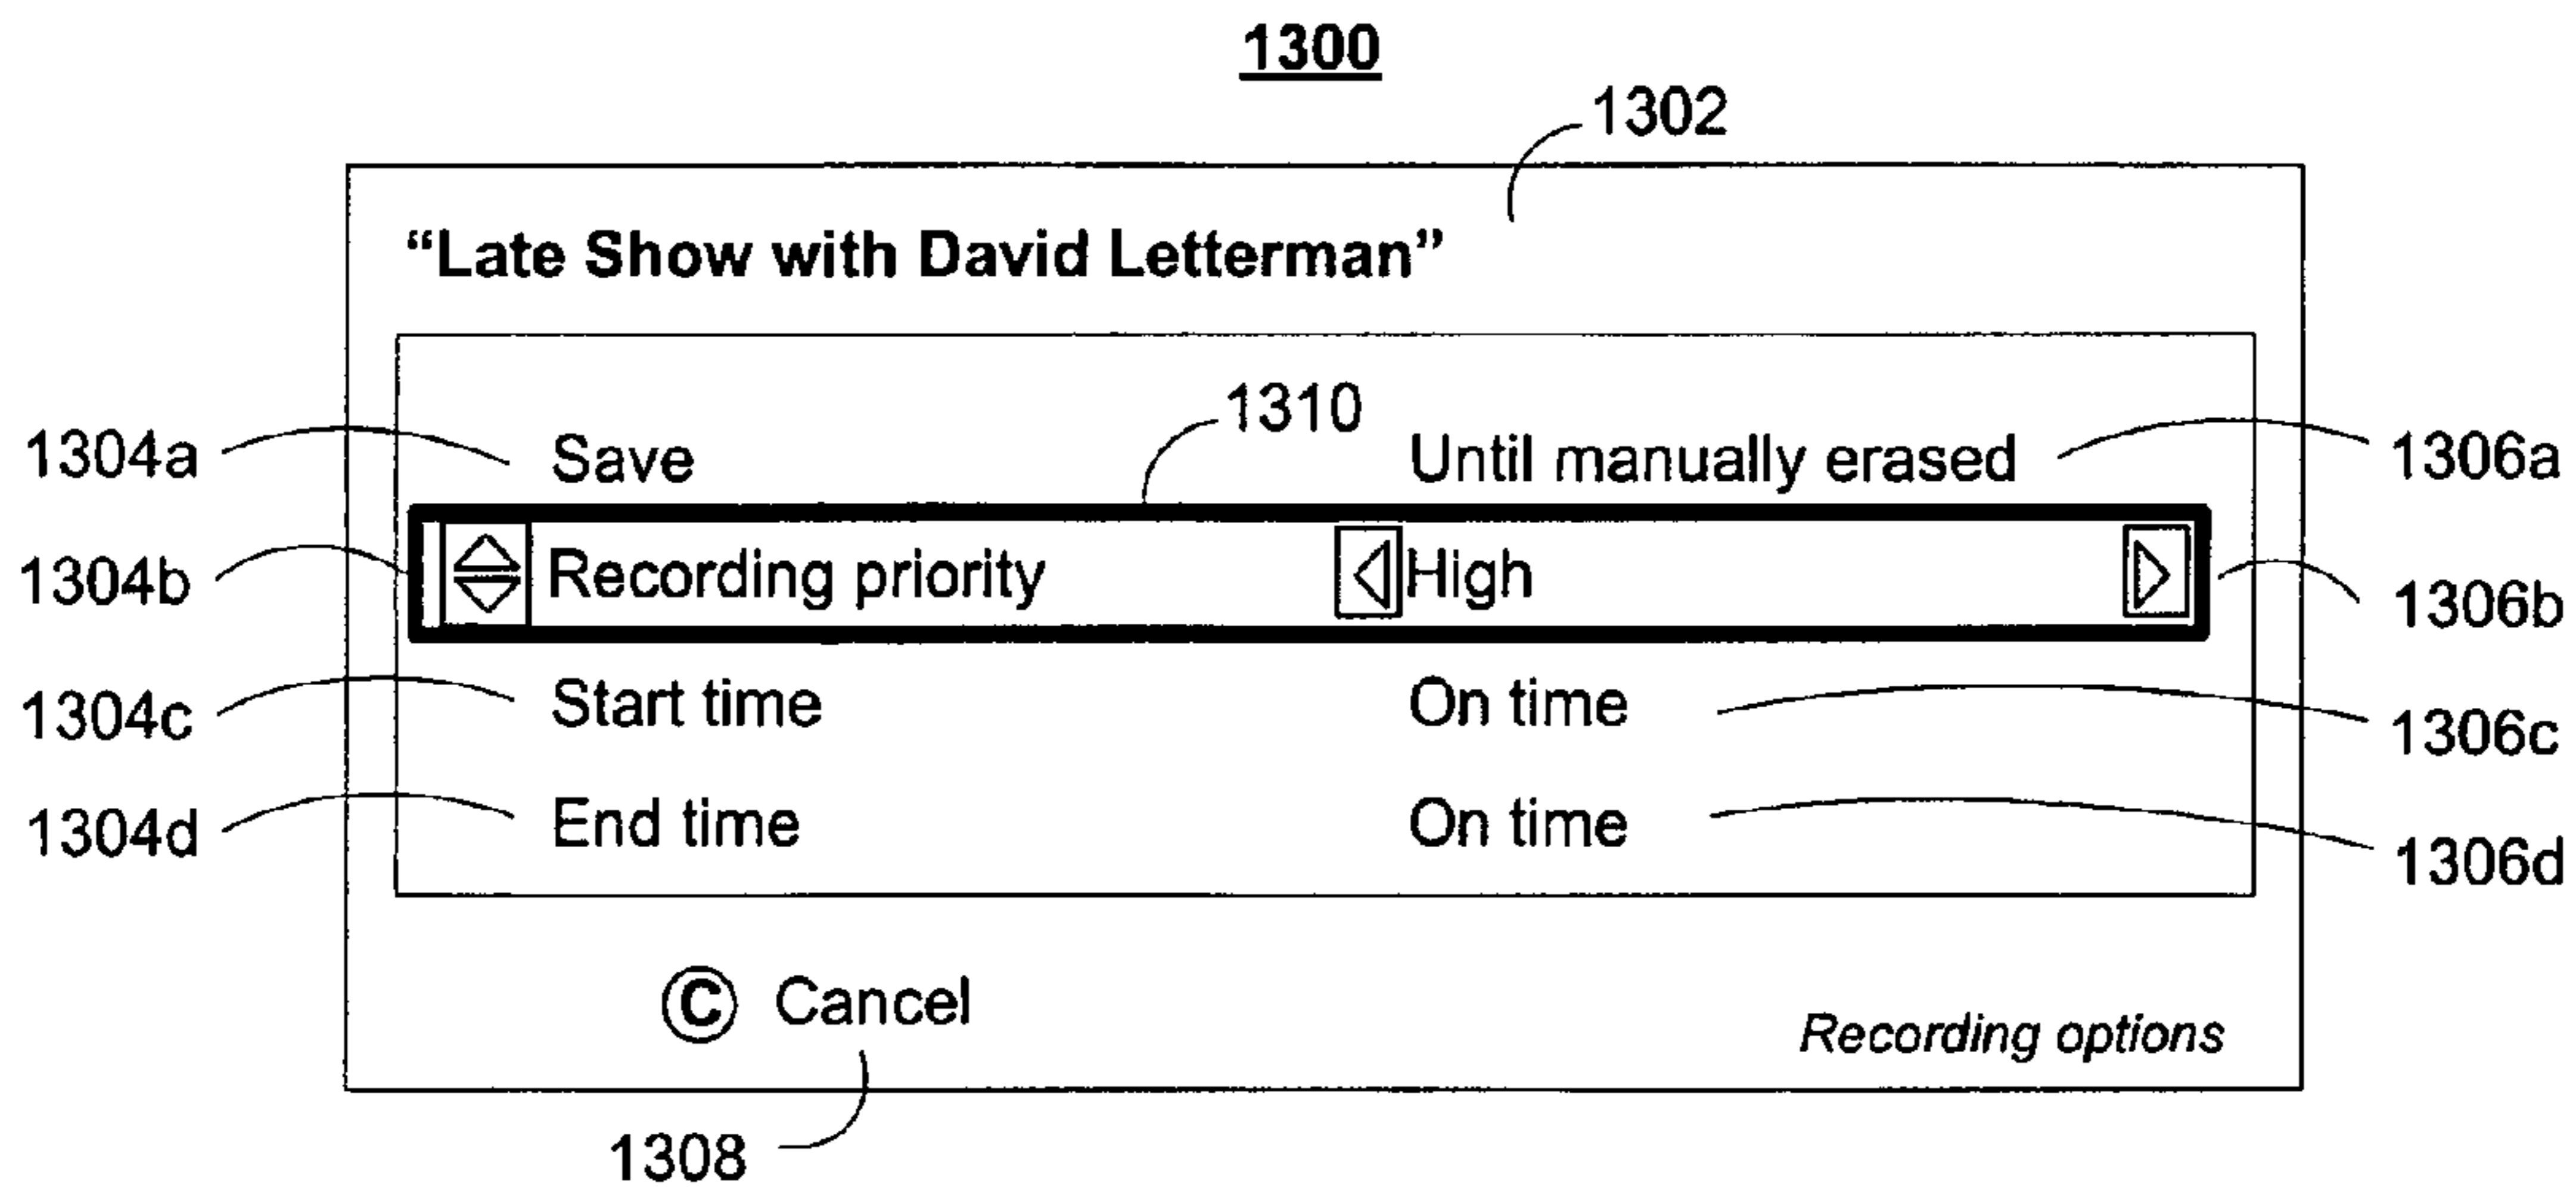 1300
1302
“Late Show with David Letterman”
1310
1304a Save Until manually erased 1306a
1304b Recording priority High 1306b
1304c Start time On time 1306c
1304d End time On time 1306d
C Cancel
Recording options
1308